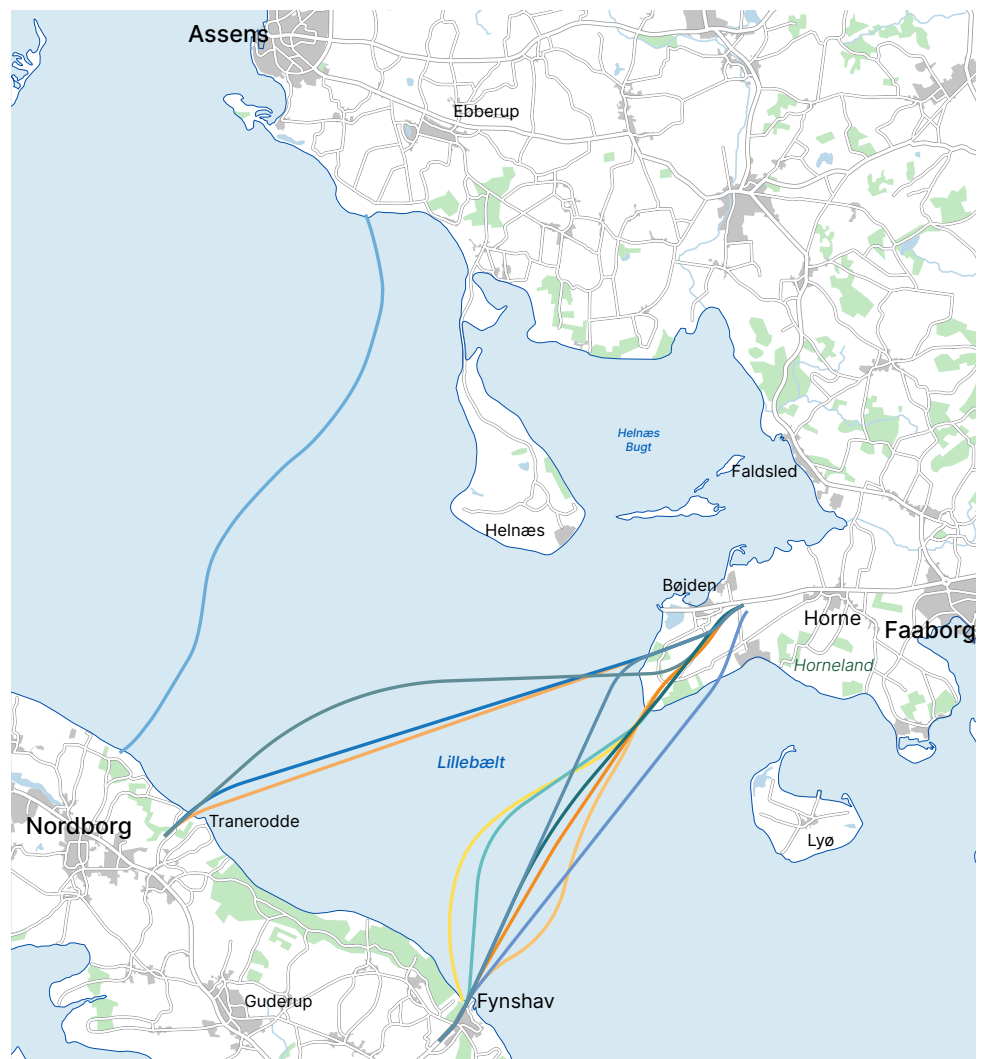 Assens
Ebberup
Helnæs
Bugt
Faldsled
Helnæs
Bøjden
Horne
Faaborg
Horneland
Lillebælt
Tranerodde
Nordborg
Lyø
Guderup
Fynshav